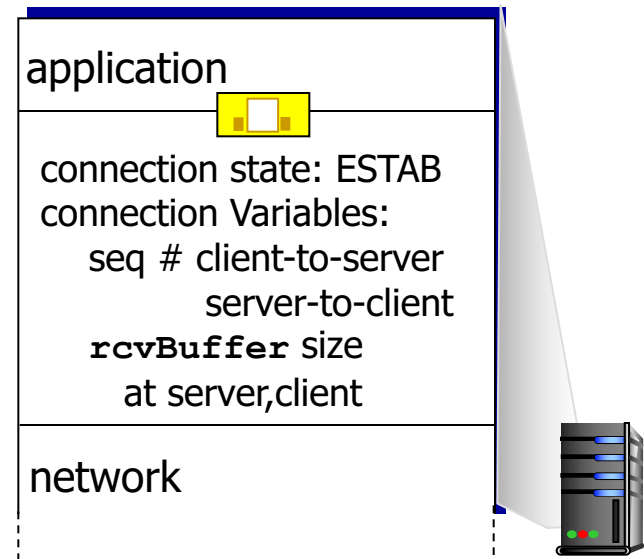 application
connection state: ESTAB
connection Variables:
seq # client-to-server
server-to-client
rcvBuffer size
at server,client
network